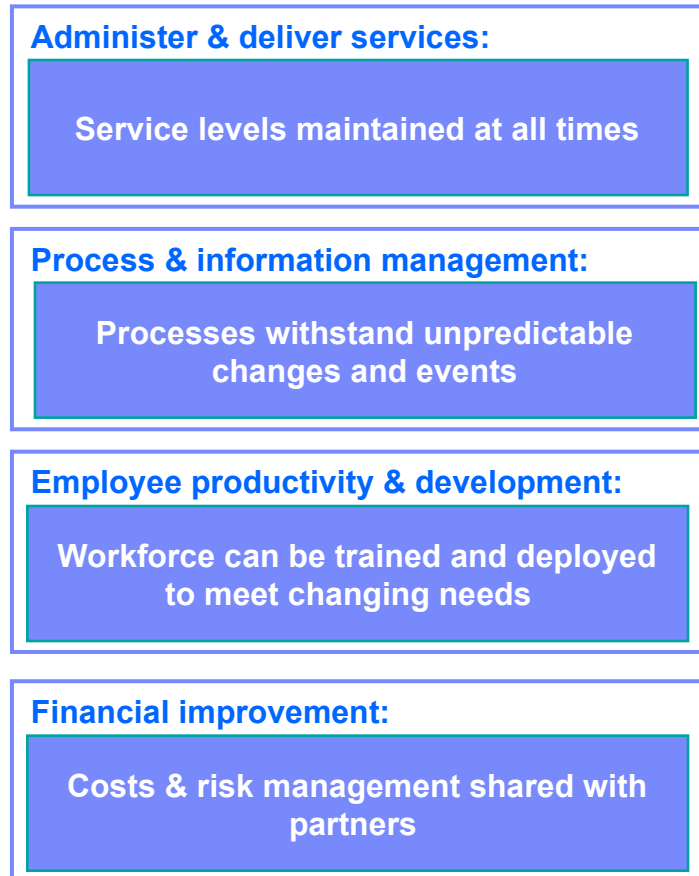 Administer & deliver services:
Service levels maintained at all times
Process & information management:
Processes withstand unpredictable
changes and events
Employee productivity & development:
Workforce can be trained and deployed
to meet changing needs
Financial improvement:
Costs & risk management shared with
partners